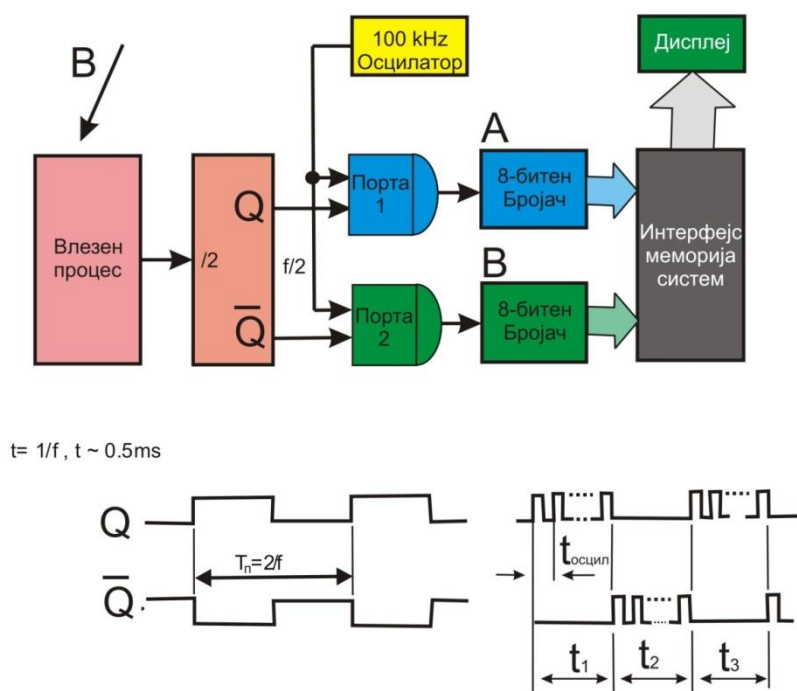 100 kHz
Осцилатор
Дисплеј
B
A
Влезен
процес
/2
Q
f/2
Порта
1
8-битен
Бројач
Интерфејс
меморија
систем
B
Q̅
Порта
2
8-битен
Бројач
t= 1/f , t ~ 0.5ms
Q
Tп=2/f
tосцил
Q̅
t1
t2
t3